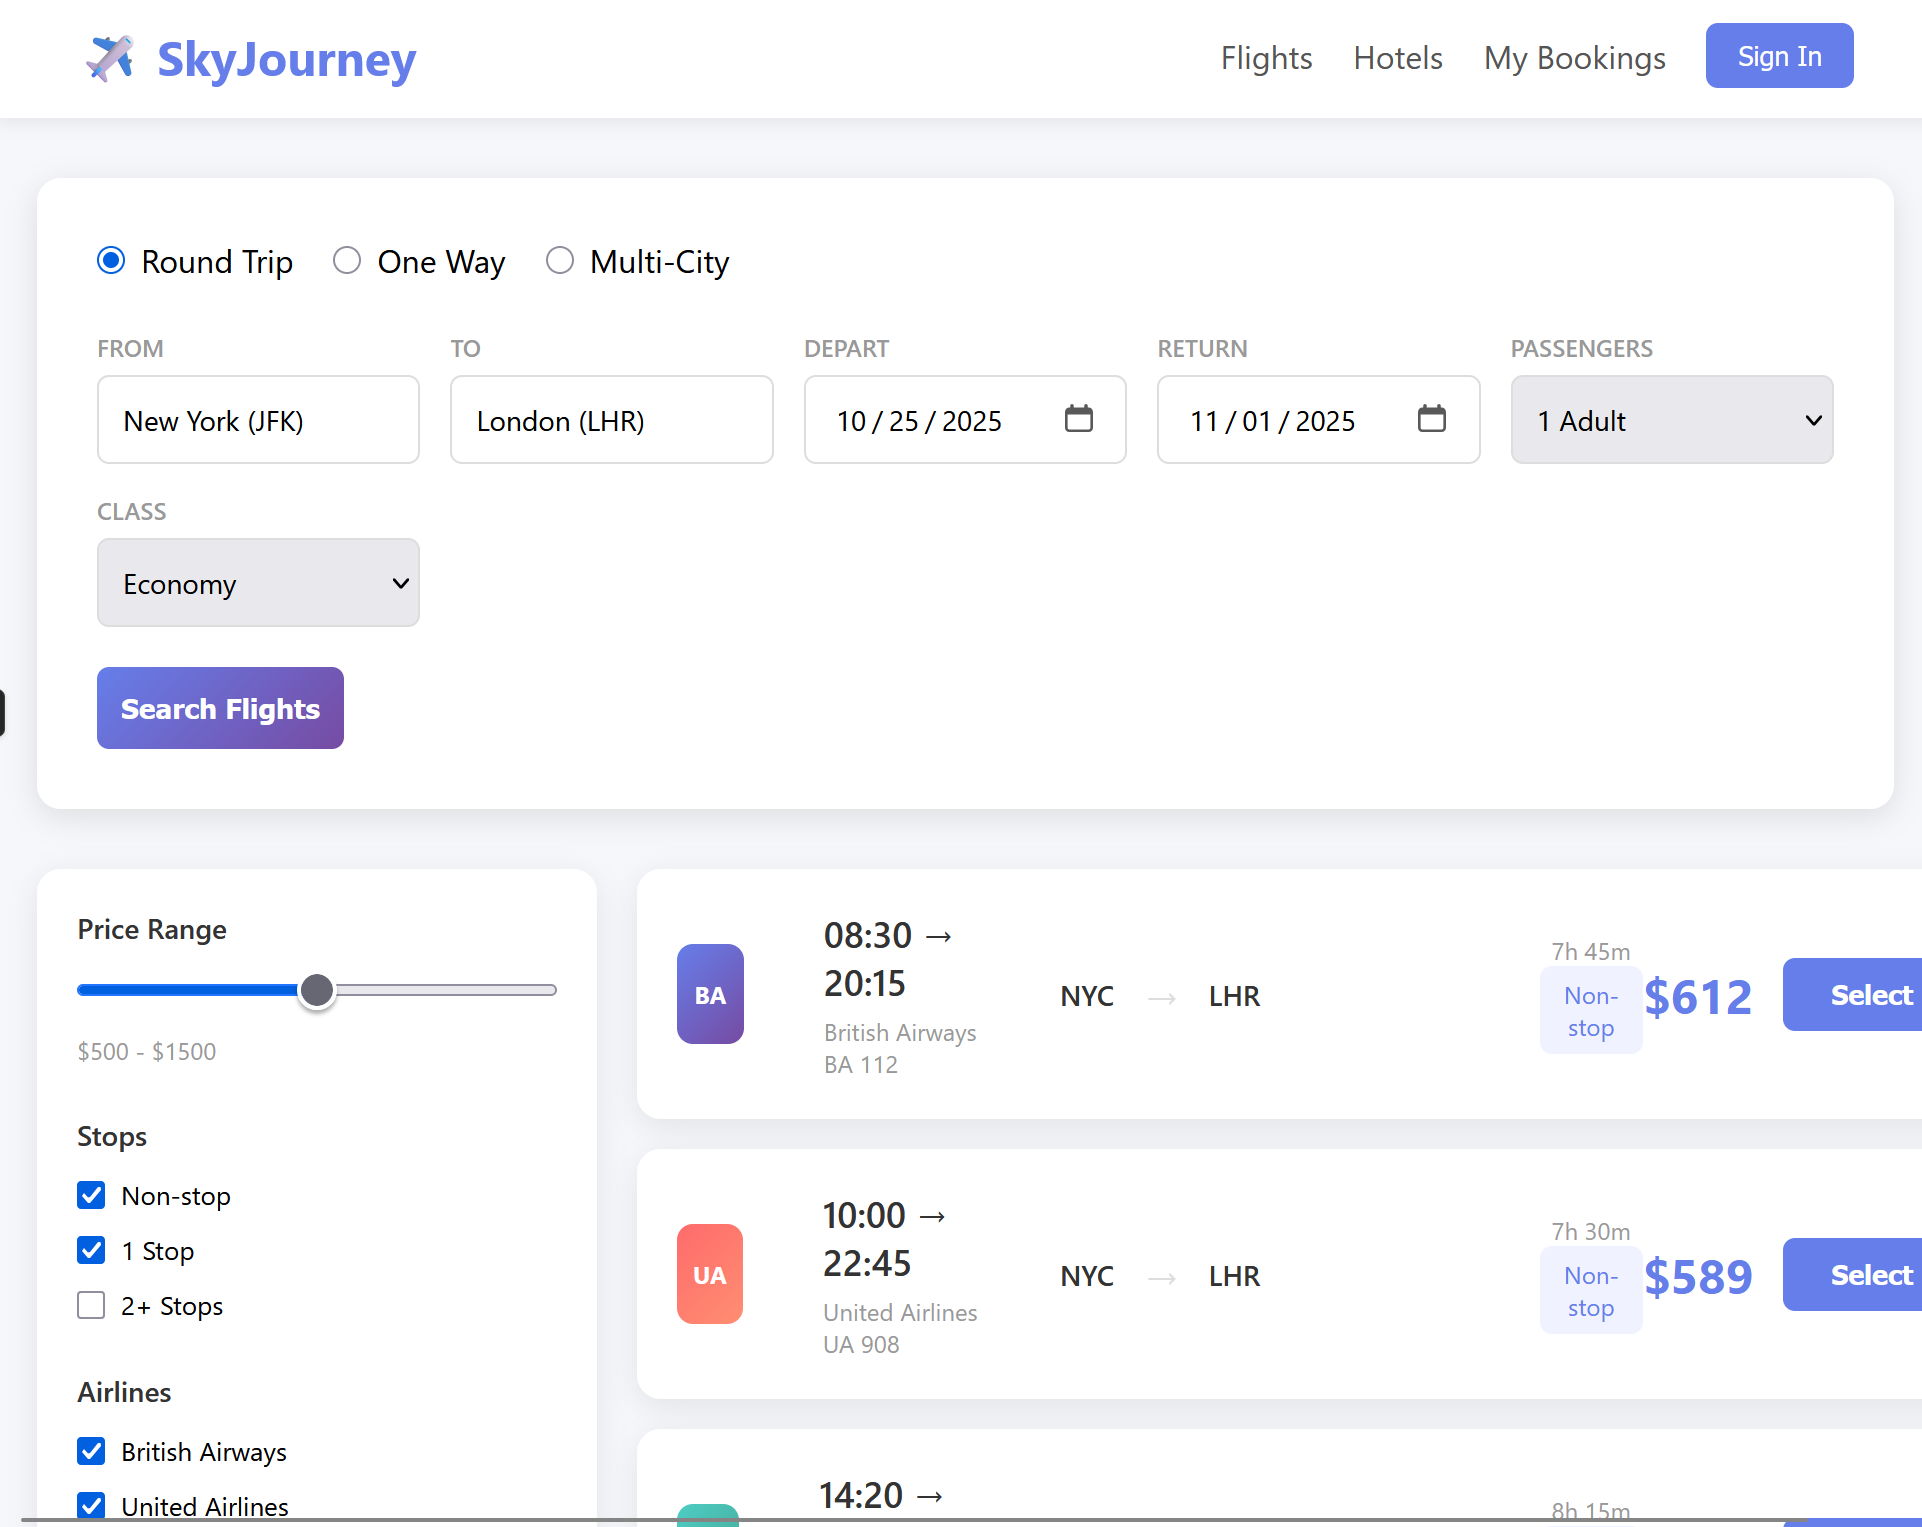 SkyJourney
Flights
Hotels
My Bookings
Sign In
Round Trip
One Way
Multi-City
FROM
TO
DEPART
RETURN
PASSENGERS
New York (JFK)
London (LHR)
10 / 25 / 2025
11 / 01 / 2025
1 Adult
CLASS
Economy
Search Flights
Price Range
$500 - $1500
Stops
Non-stop
1 Stop
2+ Stops
Airlines
British Airways
United Airlines
BA
08:30 →
20:15
British Airways
BA 112
NYC → LHR
7h 45m
Non-
stop
$612
Select
UA
10:00 →
22:45
United Airlines
UA 908
NYC → LHR
7h 30m
Non-
stop
$589
Select
14:20 →
8h 15m